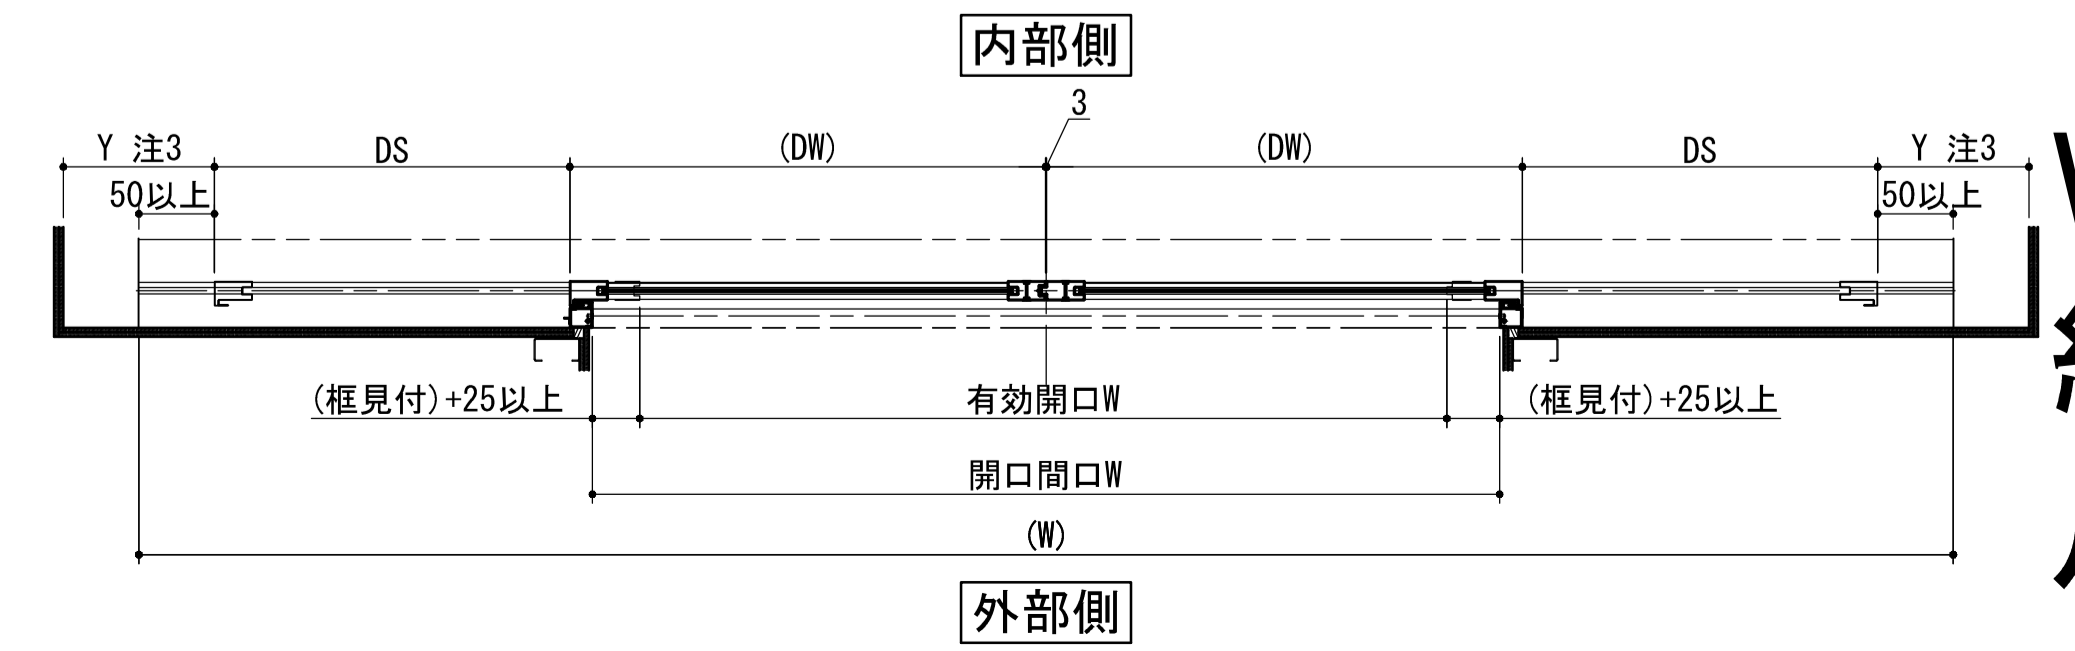 内部側
3
Y 注3 DS (DW) (DW) DS Y 注3
50以上 50以上
(框見付)+25以上 有効開口W (框見付)+25以上
開口間口W
(W)
外部側